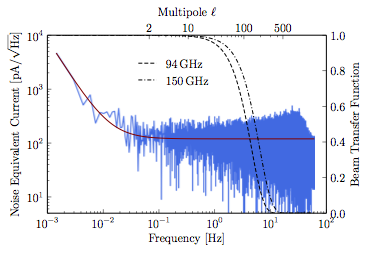 Multipole ℓ
2 10 100 500
10⁴ 1.0
94 GHz
150 GHz
10³ 0.8
0.6
10² 0.4
10¹ 0.2
0.0
10⁻³ 10⁻² 10⁻¹ 10⁰ 10¹ 10²
Frequency [Hz]
Noise Equivalent Current [pA/√Hz]
Beam Transfer Function